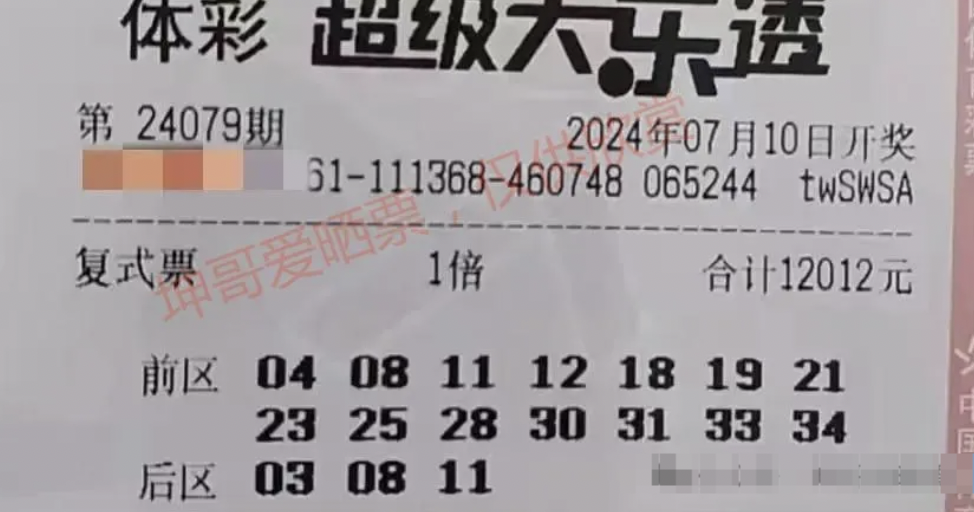 体彩 超级大乐透
第 24079期
2024年07月10日开奖
61-111368-460748 065244 twSWSA
复式票 1倍 合计12012元
坤哥爱晒票，仅供欣赏
前区 04 08 11 12 18 19 21
23 25 28 30 31 33 34
后区 03 08 11